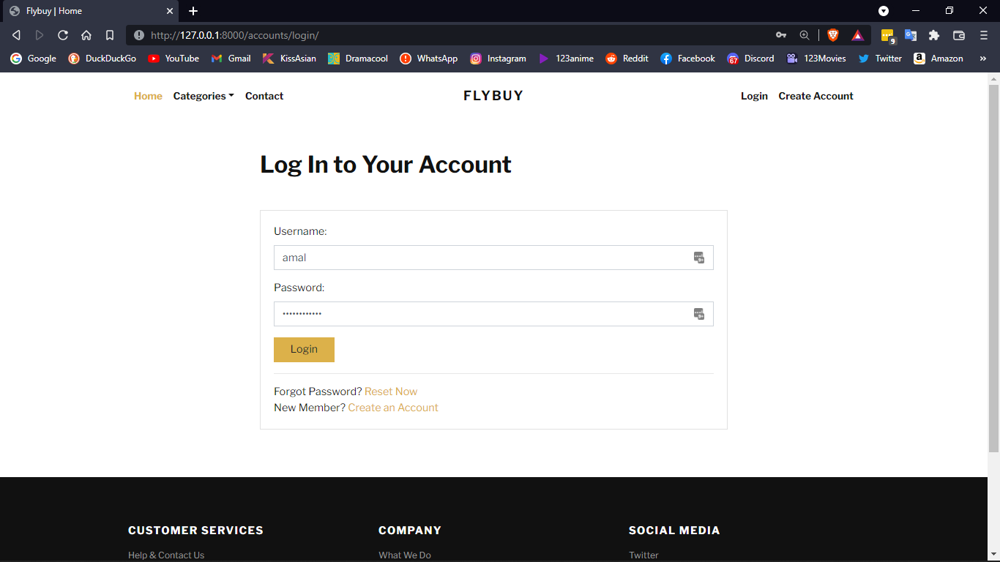 Flybuy | Home
http://127.0.0.1:8000/accounts/login/
9
Google DuckDuckGo YouTube Gmail KissAsian Dramacool WhatsApp Instagram 123anime Reddit Facebook 67 Discord 123Movies Twitter Amazon »
Home Categories Contact FLYBUY Login Create Account
Log In to Your Account
Username:
amal
Password:
••••••••••••
Login
Forgot Password? Reset Now
New Member? Create an Account
CUSTOMER SERVICES COMPANY SOCIAL MEDIA
Help & Contact Us What We Do Twitter